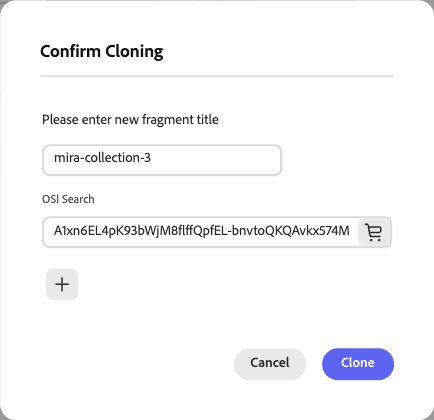 Confirm Cloning
Please enter new fragment title
mira-collection-3
OSI Search
A1xn6EL4pK93bWjM8flffQpfEL-bnvtoQKQAvkx574M
Cancel
Clone